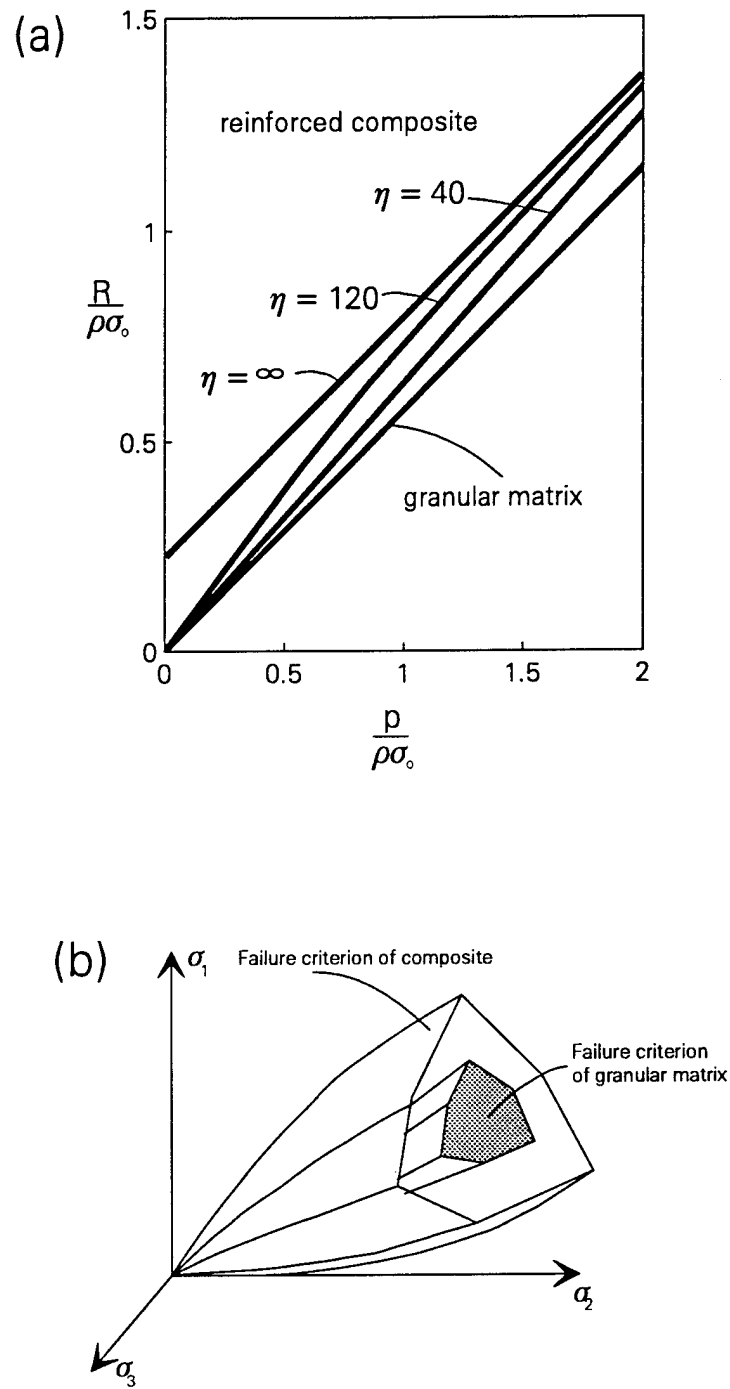 (a)
1.5
reinforced composite
η = 40
1
R
ρσ₀
η = 120
η = ∞
0.5
granular matrix
0
0
0.5
1
1.5
2
p
ρσ₀
(b)
σ₁
Failure criterion of composite
Failure criterion
of granular matrix
σ₂
σ₃